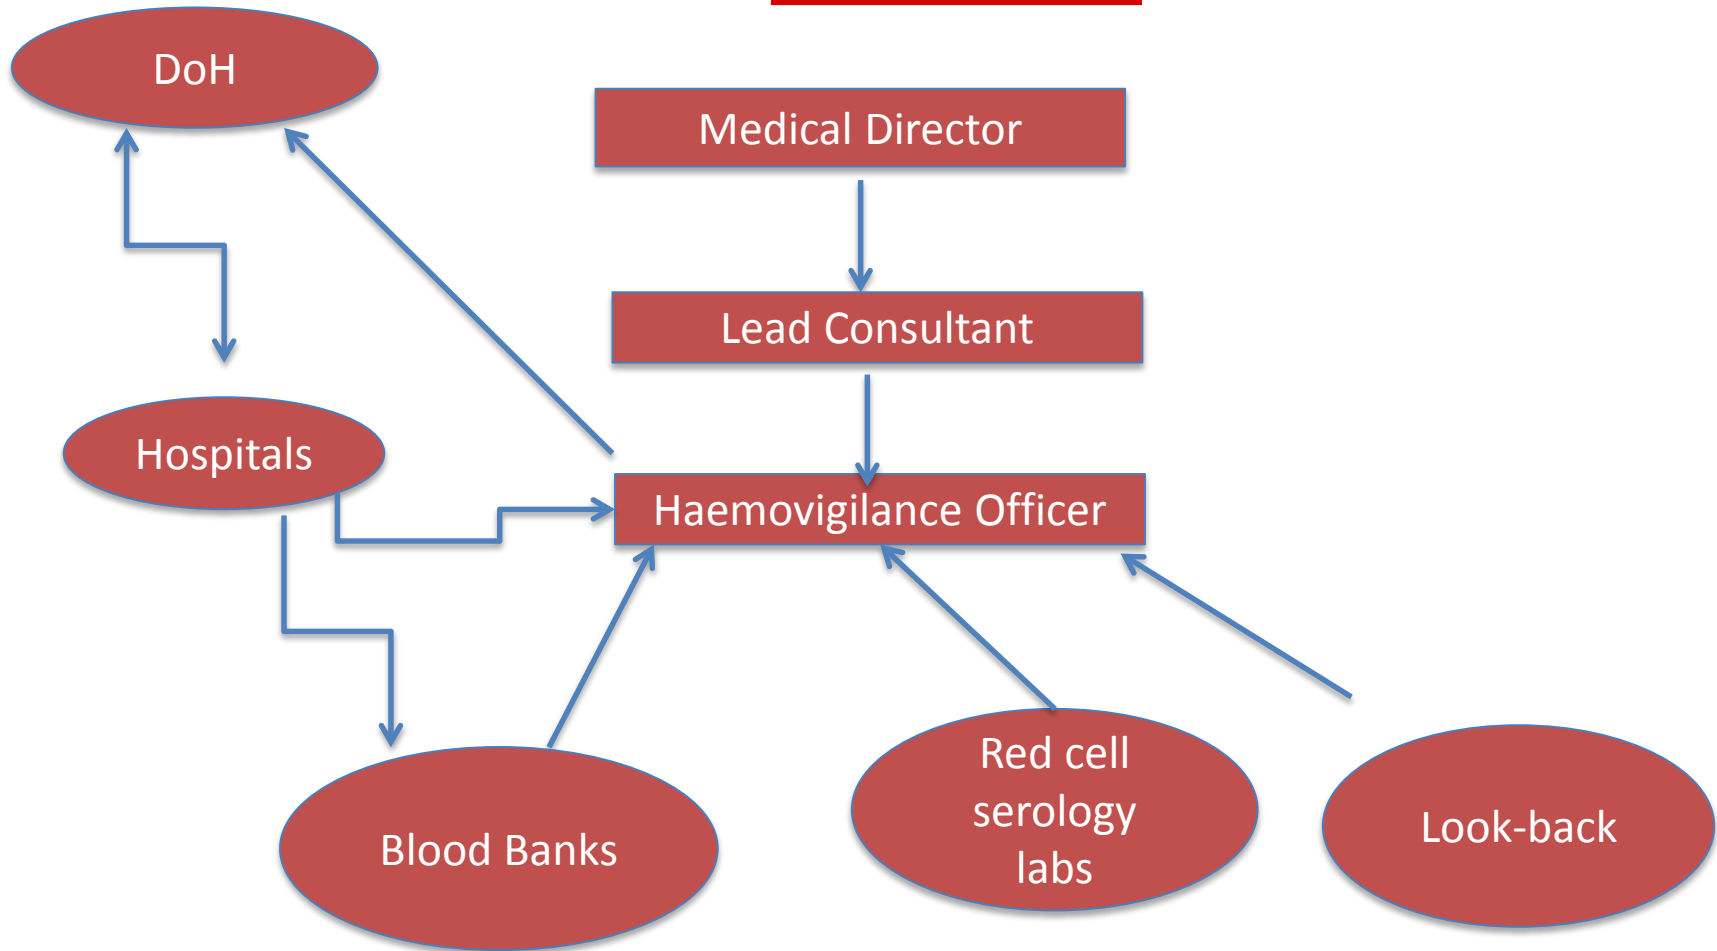 DoH
Medical Director
Lead Consultant
Hospitals
Haemovigilance Officer
Red cell
serology
labs
Blood Banks
Look-back